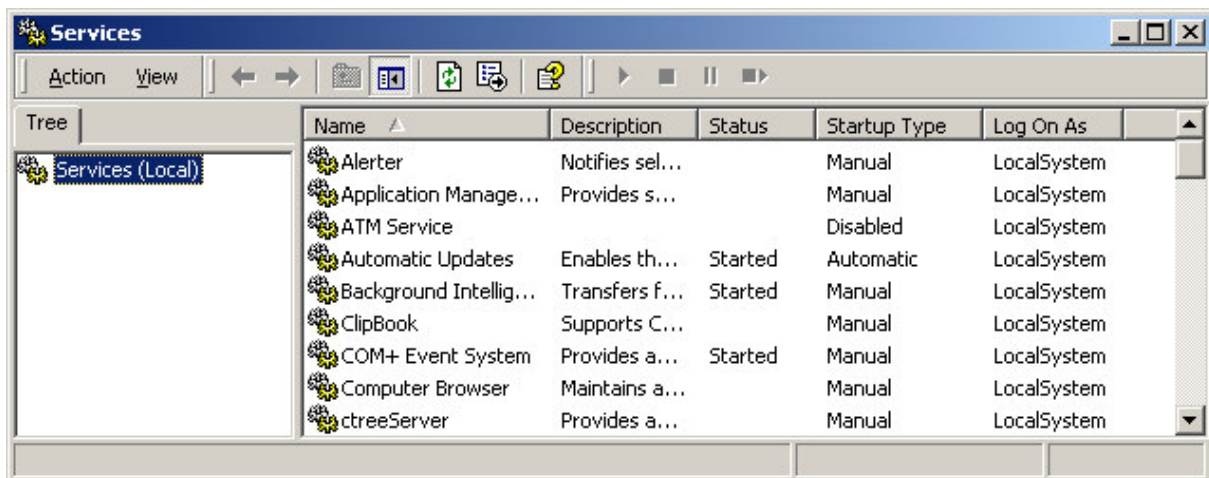 Services
Action View
Tree
Name Description Status Startup Type Log On As
Services (Local)
Alerter Notifies sel... Manual LocalSystem
Application Manage... Provides s... Manual LocalSystem
ATM Service Disabled LocalSystem
Automatic Updates Enables th... Started Automatic LocalSystem
Background Intellig... Transfers f... Started Manual LocalSystem
ClipBook Supports C... Manual LocalSystem
COM+ Event System Provides a... Started Manual LocalSystem
Computer Browser Maintains a... Manual LocalSystem
ctreeServer Provides a... Manual LocalSystem